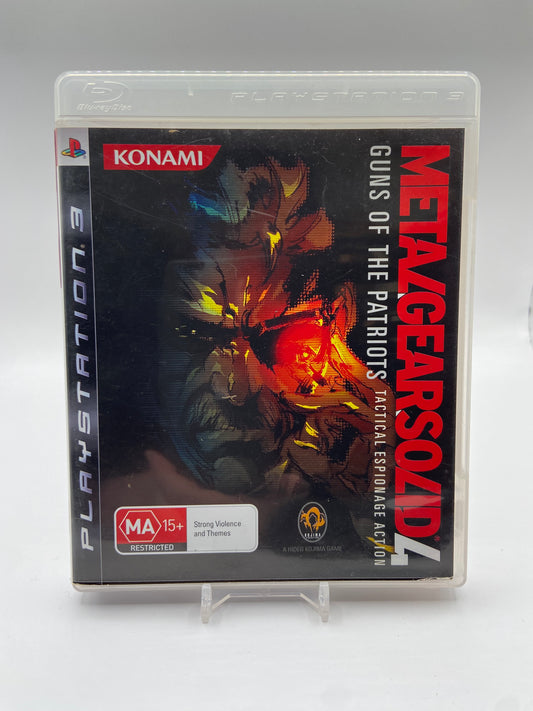 Blu-ray Disc
PLAYSTATION 3
PLAYSTATION 3
KONAMI
METAL GEAR SOLID 4
GUNS OF THE PATRIOTS TACTICAL ESPIONAGE ACTION
MA 15+
RESTRICTED
Strong Violence
and Themes
KOJIMA
A HIDEO KOJIMA GAME